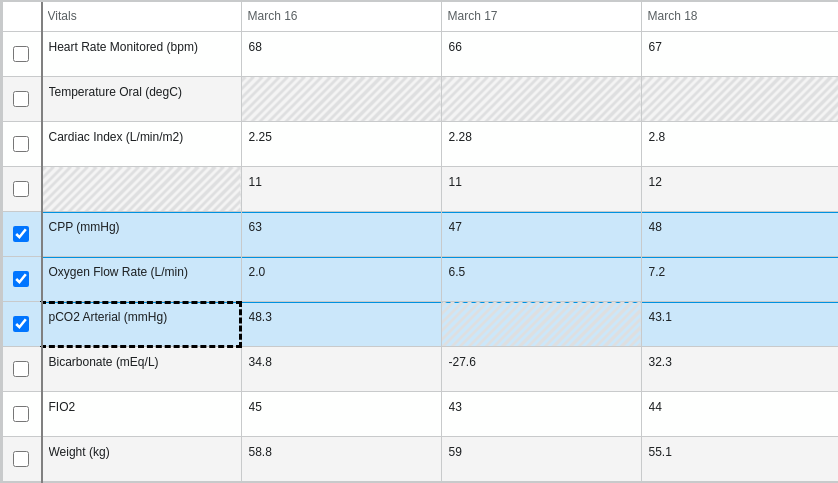 Vitals March 16 March 17 March 18
Heart Rate Monitored (bpm) 68 66 67
Temperature Oral (degC)
Cardiac Index (L/min/m2) 2.25 2.28 2.8
11 11 12
CPP (mmHg) 63 47 48
Oxygen Flow Rate (L/min) 2.0 6.5 7.2
pCO2 Arterial (mmHg) 48.3 43.1
Bicarbonate (mEq/L) 34.8 -27.6 32.3
FIO2 45 43 44
Weight (kg) 58.8 59 55.1